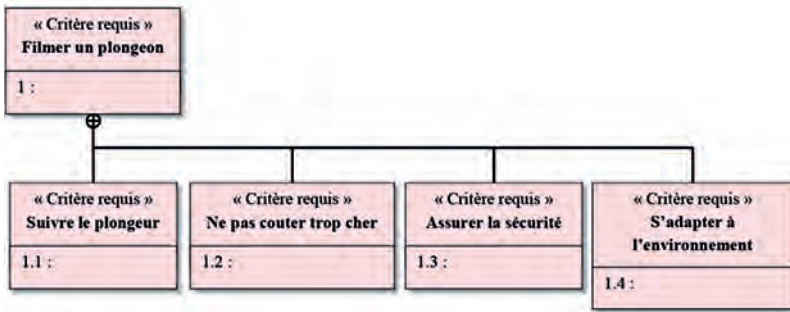 « Critère requis »
Filmer un plongeon
1 :
« Critère requis »
Suivre le plongeur
1.1 :
« Critère requis »
Ne pas couter trop cher
1.2 :
« Critère requis »
Assurer la sécurité
1.3 :
« Critère requis »
S'adapter à
l'environnement
1.4 :